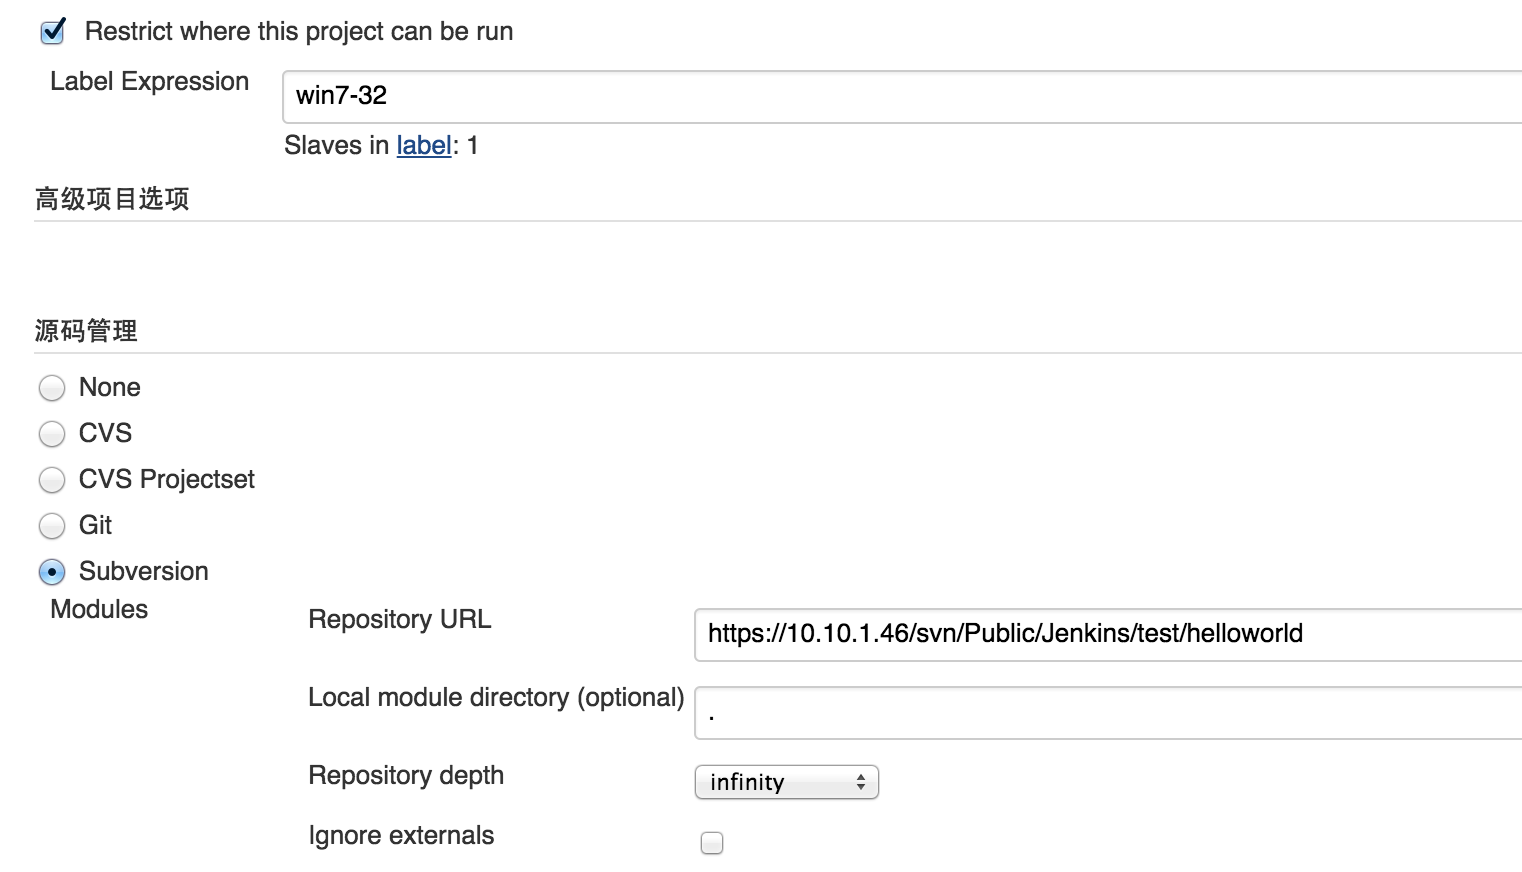 Restrict where this project can be run
Label Expression
win7-32
Slaves in label: 1
高级项目选项
源码管理
None
CVS
CVS Projectset
Git
Subversion
Modules
Repository URL
https://10.10.1.46/svn/Public/Jenkins/test/helloworld
Local module directory (optional)
.
Repository depth
infinity
Ignore externals